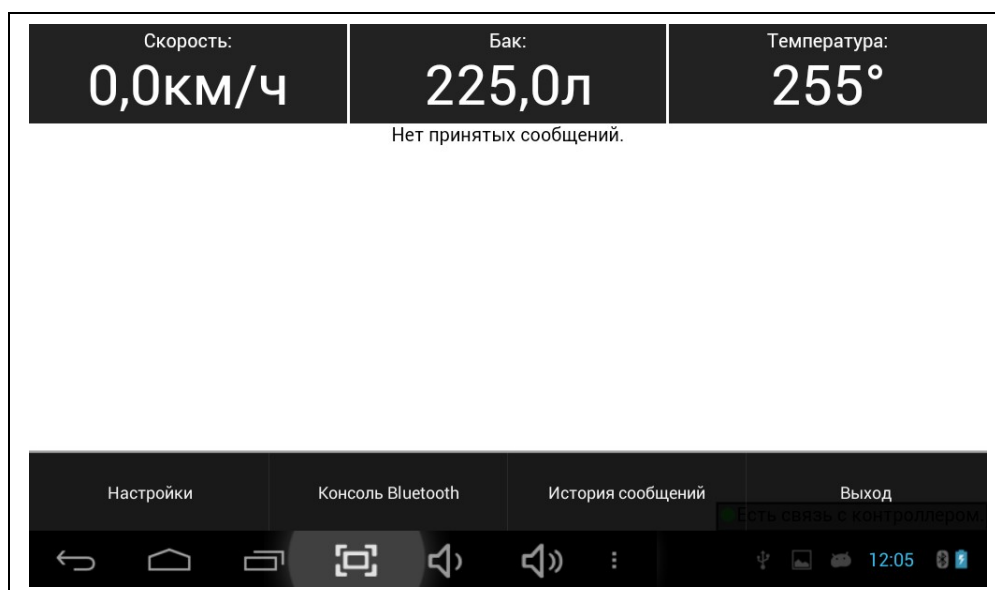 Скорость: Бак: Температура:
0,0км/ч 225,0л 255°
Нет принятых сообщений.
Настройки Консоль Bluetooth История сообщений Выход
Есть связь с контроллером.
12:05